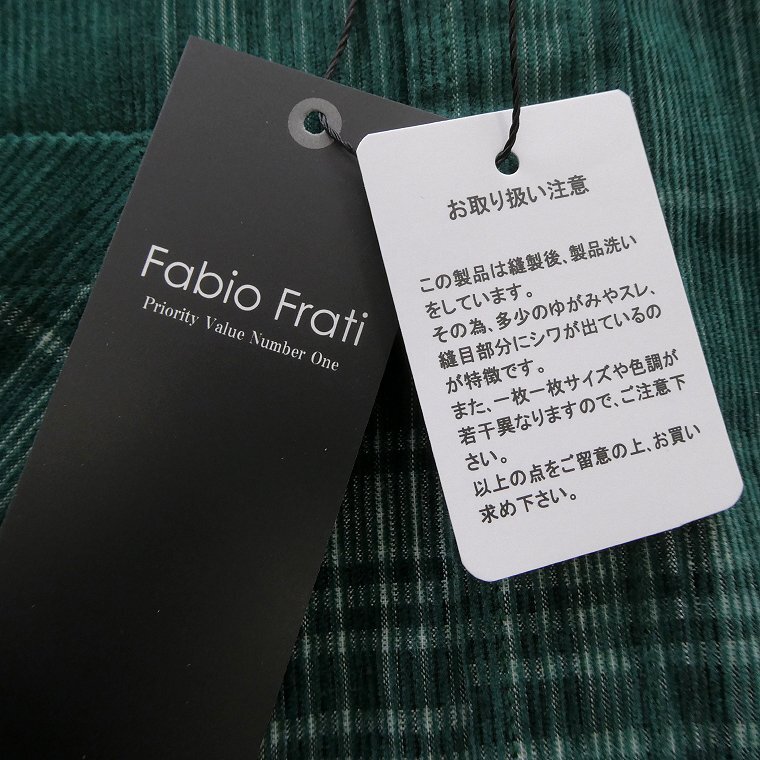 Fabio Frati
Priority Value Number One
お取り扱い注意
この製品は縫製後、製品洗い
をしています。
その為、多少のゆがみやスレ、
縫目部分にシワが出ているの
が特徴です。
また、一枚一枚サイズや色調が
若干異なりますので、ご注意下
さい。
以上の点をご留意の上、お買い
求め下さい。